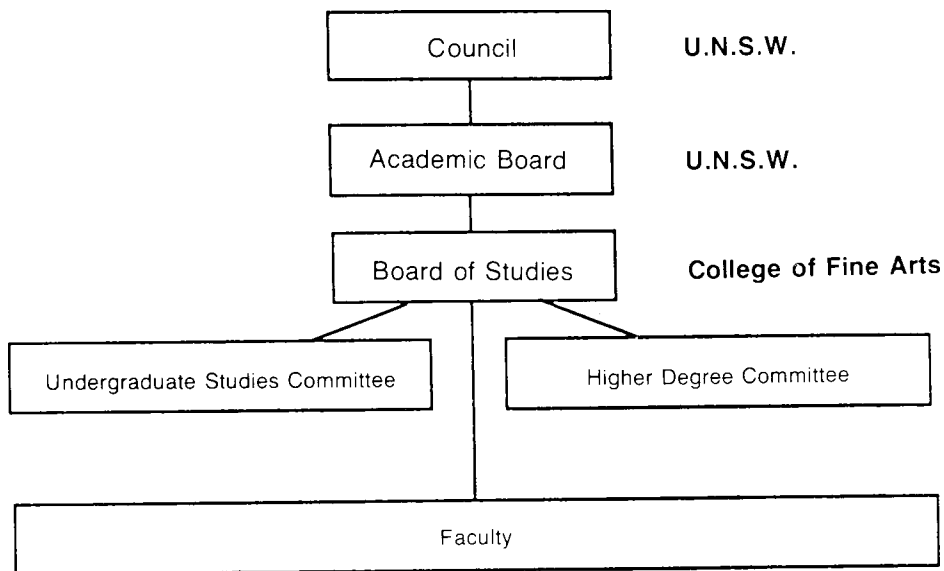 Council U.N.S.W.
Academic Board U.N.S.W.
Board of Studies College of Fine Arts
Undergraduate Studies Committee Higher Degree Committee
Faculty